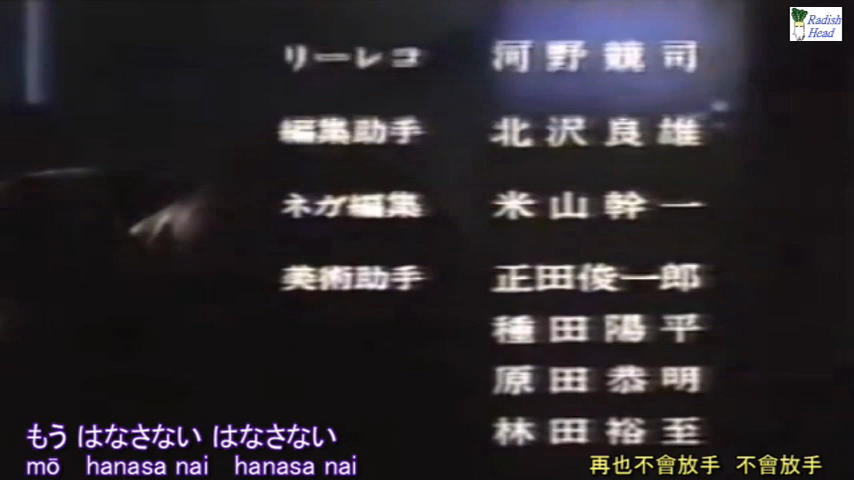 Radish
Head
リーレコ 河野競司
編集助手 北沢良雄
ネガ編集 米山幹一
美術助手 正田俊一郎
種田陽平
原田恭明
林田裕至
もう はなさない はなさない
mō hanasa nai hanasa nai
再也不會放手 不會放手